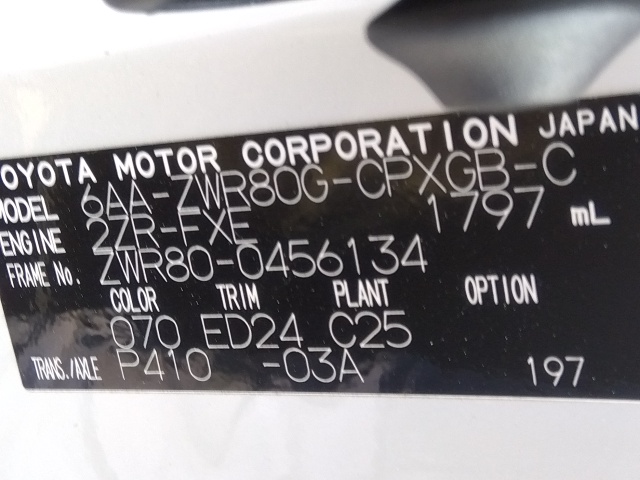 TOYOTA MOTOR CORPORATION JAPAN
MODEL 6AA-ZWR80G-CPXGB-C
ENGINE 2ZR-FXE 1797 mL
FRAME No. ZWR80-0456134
COLOR TRIM PLANT OPTION
070 ED24 C25
TRANS./AXLE P410 -03A 197